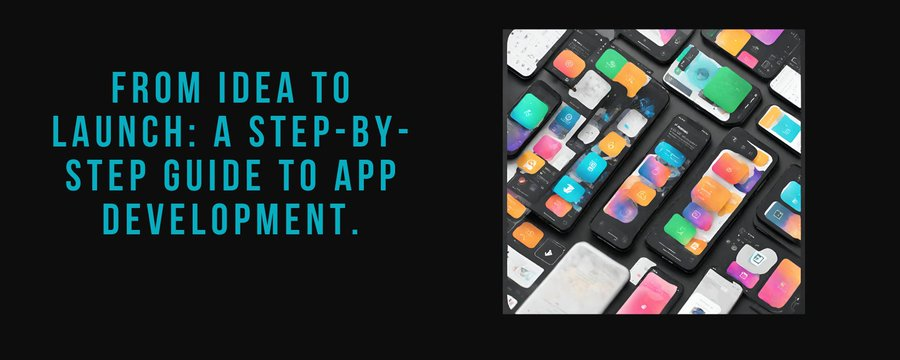 FROM IDEA TO
LAUNCH: A STEP-BY-
STEP GUIDE TO APP
DEVELOPMENT.